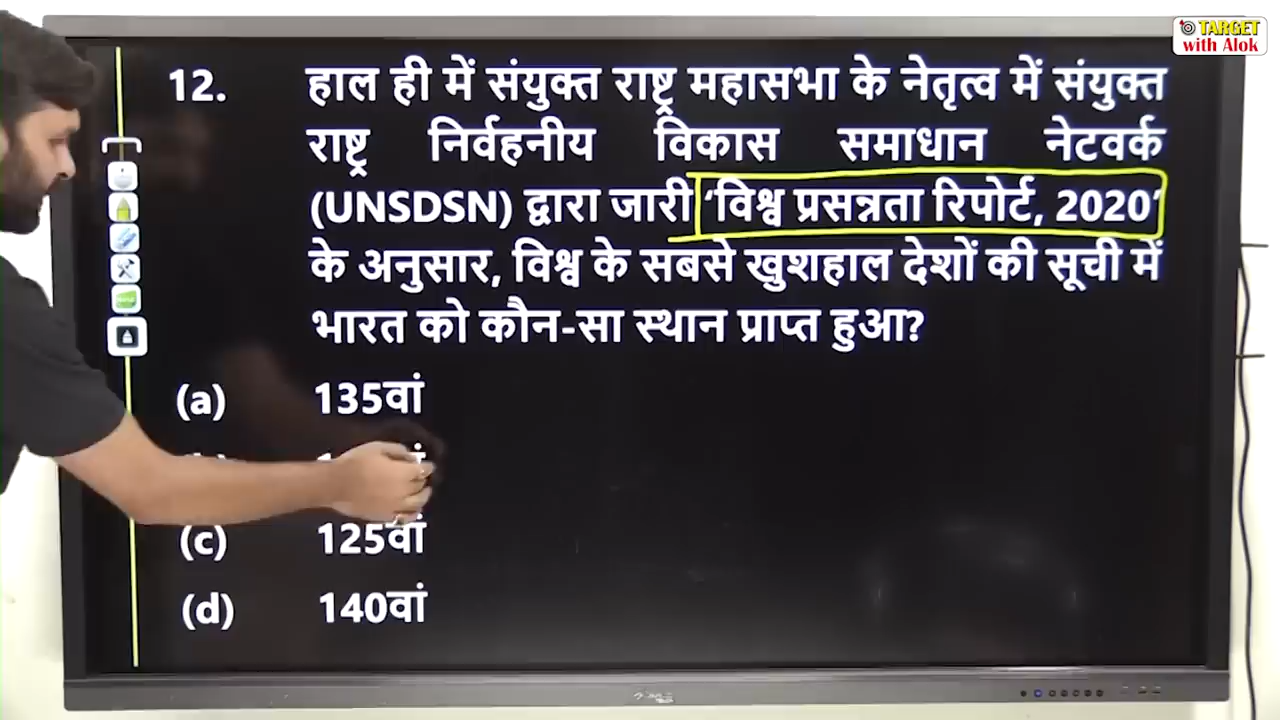 TARGET
with Alok
12. हाल ही में संयुक्त राष्ट्र महासभा के नेतृत्व में संयुक्त
राष्ट्र निर्वहनीय विकास समाधान नेटवर्क
(UNSDSN) द्वारा जारी ‘विश्व प्रसन्नता रिपोर्ट, 2020’
के अनुसार, विश्व के सबसे खुशहाल देशों की सूची में
भारत को कौन-सा स्थान प्राप्त हुआ?
(a) 135वां
(c) 125वां
(d) 140वां